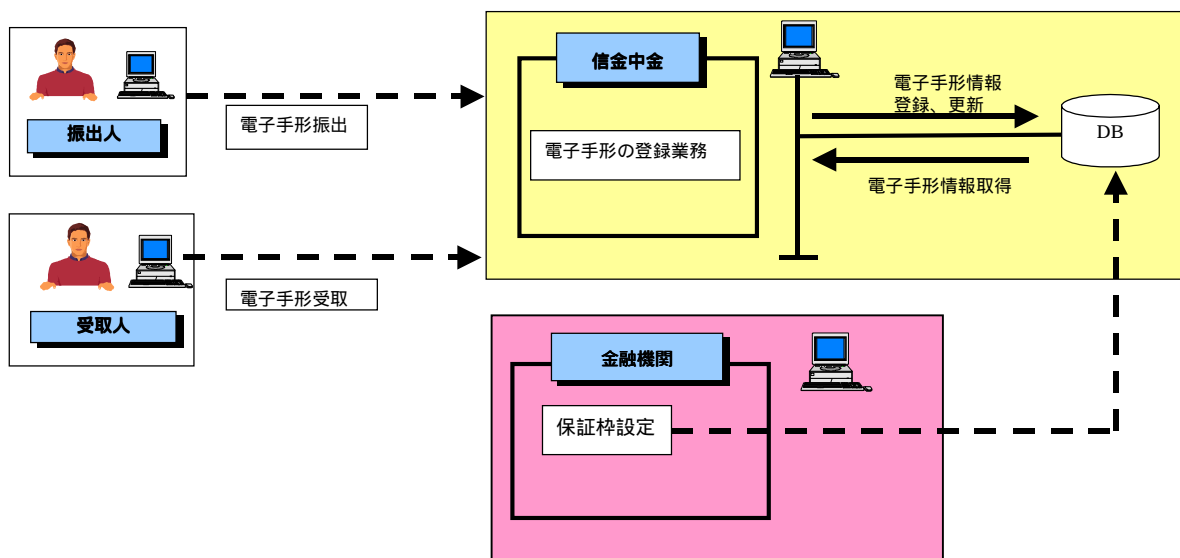 振出人
電子手形振出
信金中金
電子手形の登録業務
電子手形情報
登録、更新
DB
電子手形情報取得
受取人
電子手形受取
金融機関
保証枠設定